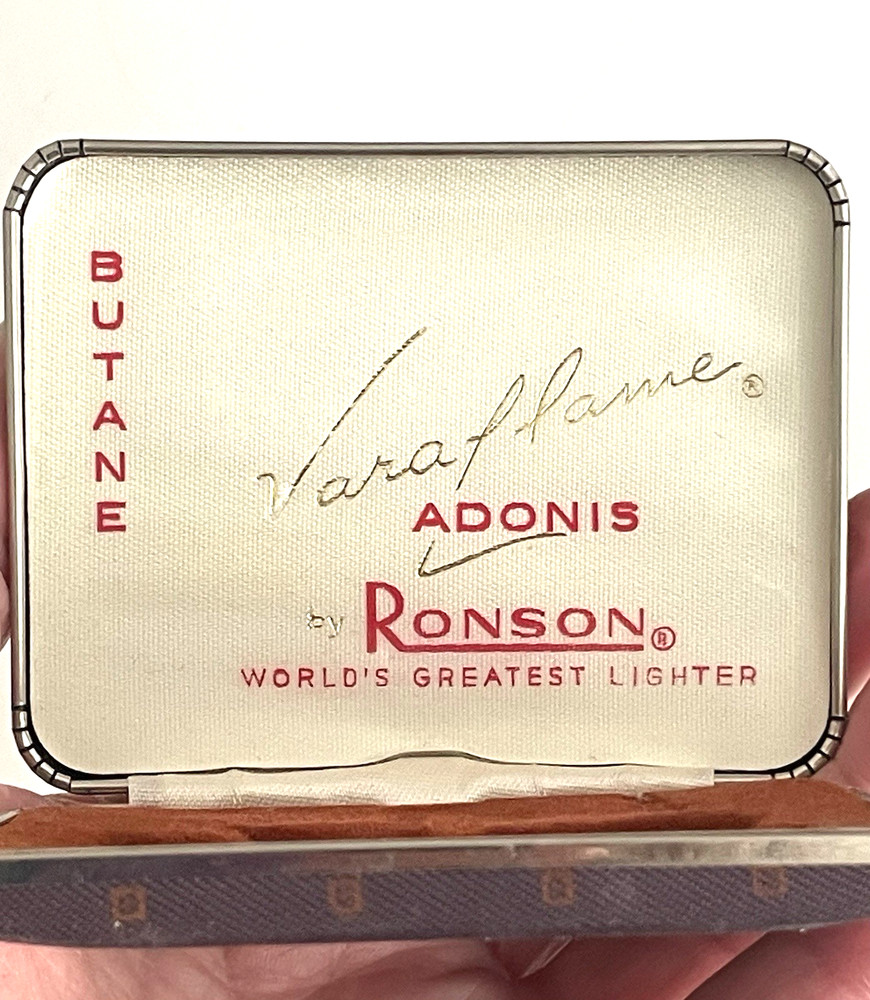 BUTANE
Varaflame®
ADONIS
by RONSON®
WORLD'S GREATEST LIGHTER